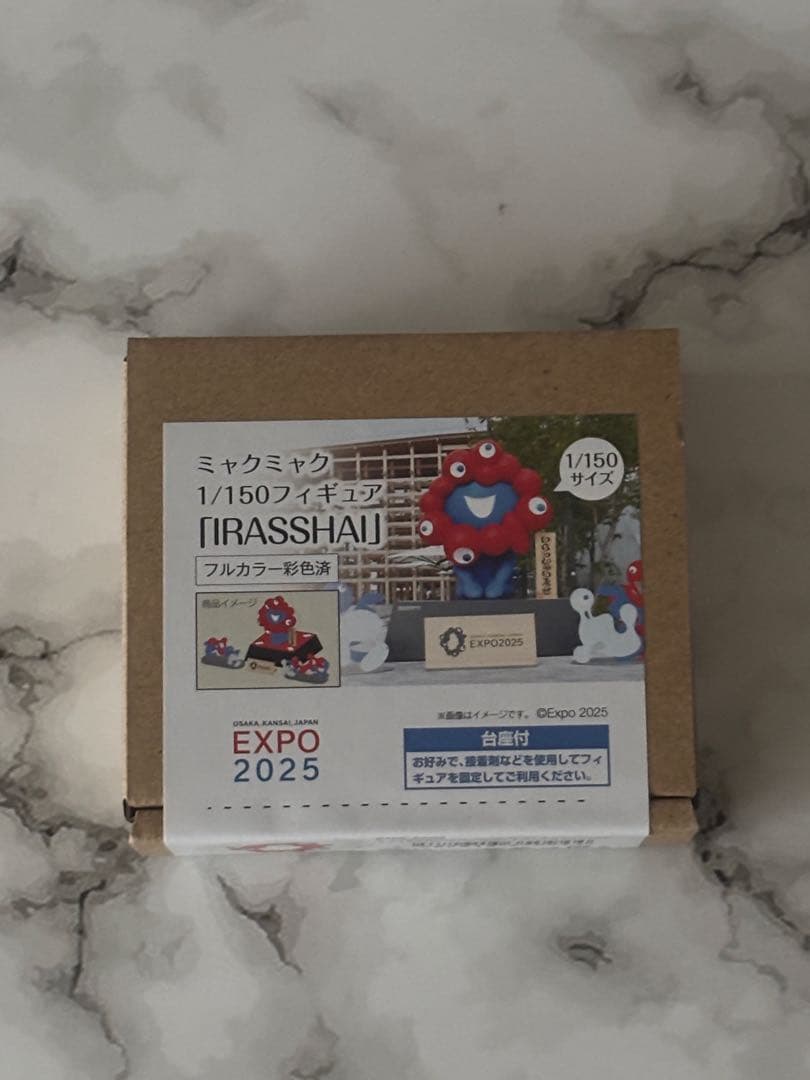 ミャクミャク
1/150フィギュア
「IRASSHAI」
フルカラー彩色済
1/150
サイズ
商品イメージ
EXPO2025
※画像はイメージです。 ©Expo 2025
OSAKA, KANSAI, JAPAN
EXPO
2025
台座付
お好みで、接着剤などを使用してフィ
ギュアを固定してご利用ください。